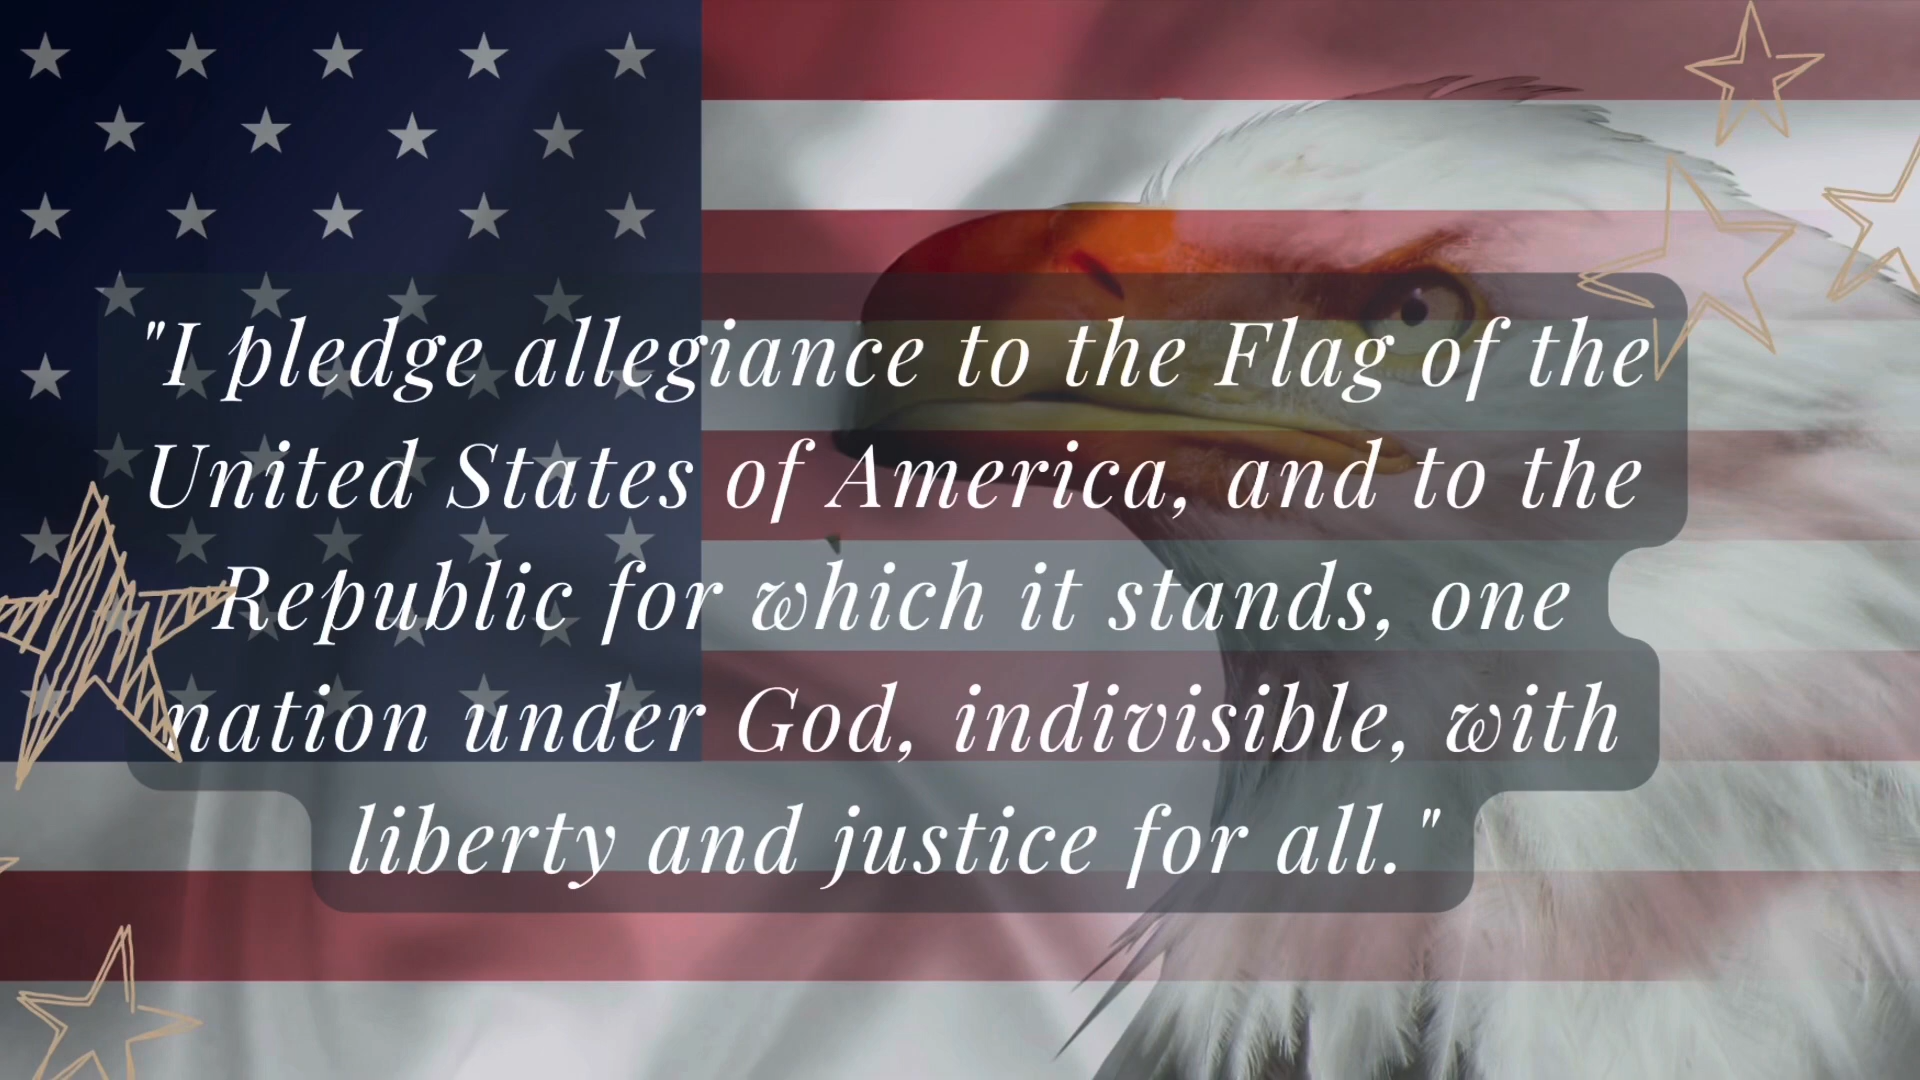 "I pledge allegiance to the Flag of the
United States of America, and to the
Republic for which it stands, one
nation under God, indivisible, with
liberty and justice for all. "